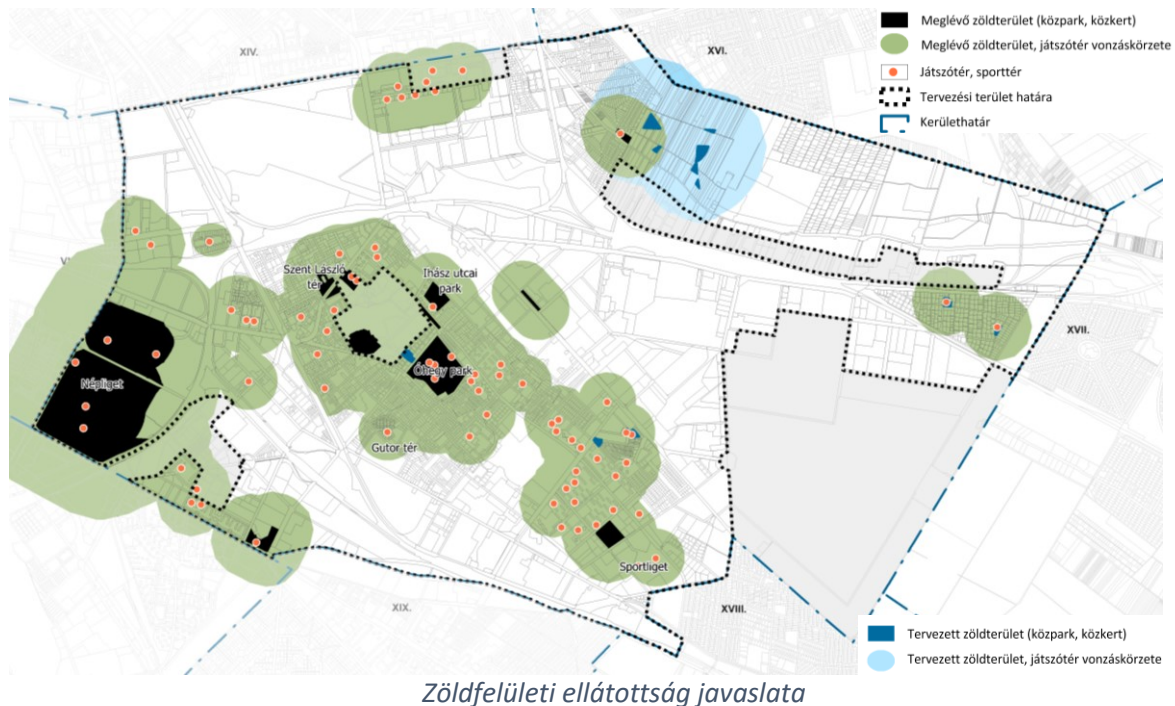 XIV.
XVI.
Meglévő zöldterület (közpark, közkert)
Meglévő zöldterület, játszótér vonzáskörzete
Játszótér, sporttér
Tervezési terület határa
Kerülethatár
Szent László
tér
Ihász utcai
park
XVII.
Népliget
Óhegy park
Gutor tér
Sportliget
XIX.
XVIII.
Tervezett zöldterület (közpark, közkert)
Tervezett zöldterület, játszótér vonzáskörzete
Zöldfelületi ellátottság javaslata